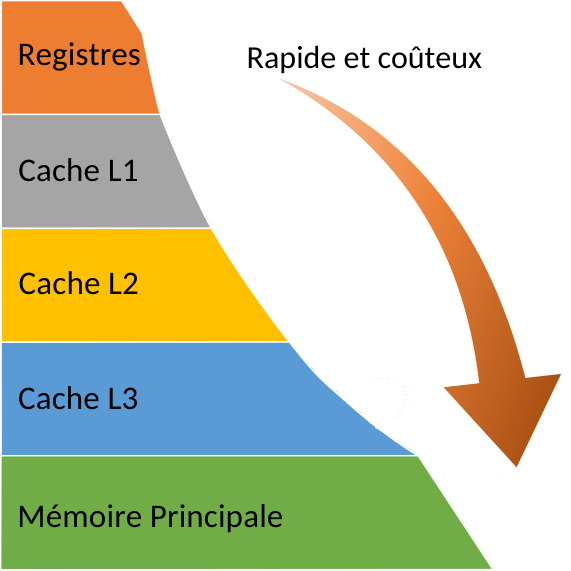 Registres
Rapide et coûteux
Cache L1
Cache L2
Cache L3
Mémoire Principale